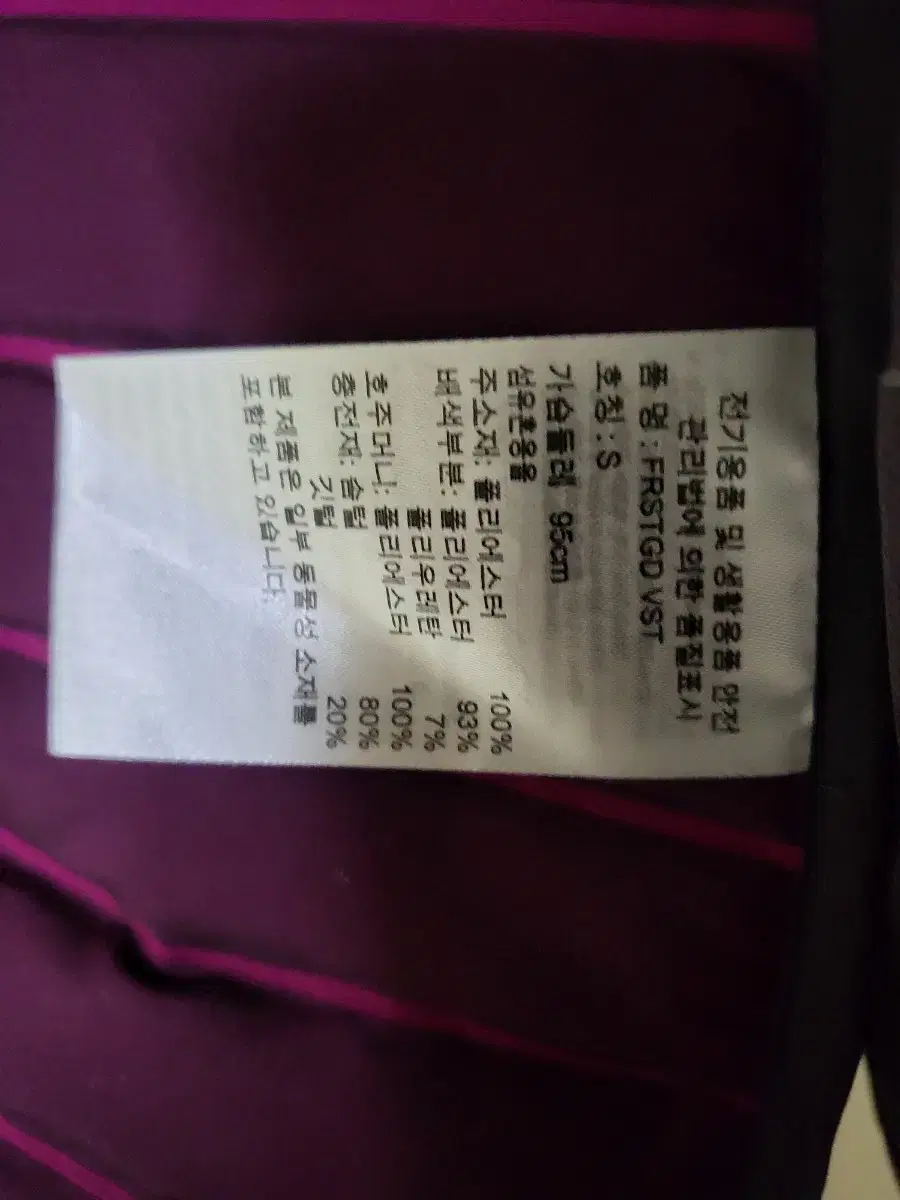 전기용품 및 생활용품 안전
관리법에 의한 품질표시
품 명 : FRSTGD VST
호칭 : S
가슴둘레 95cm
섬유혼용율
주소재: 폴리에스터 100%
배색부분: 폴리에스터 93%
폴리우레탄 7%
호주머니: 폴리에스터 100%
충전재: 솜털 80%
깃털 20%
본 제품은 일부 동물성 소재를
포함하고 있습니다.